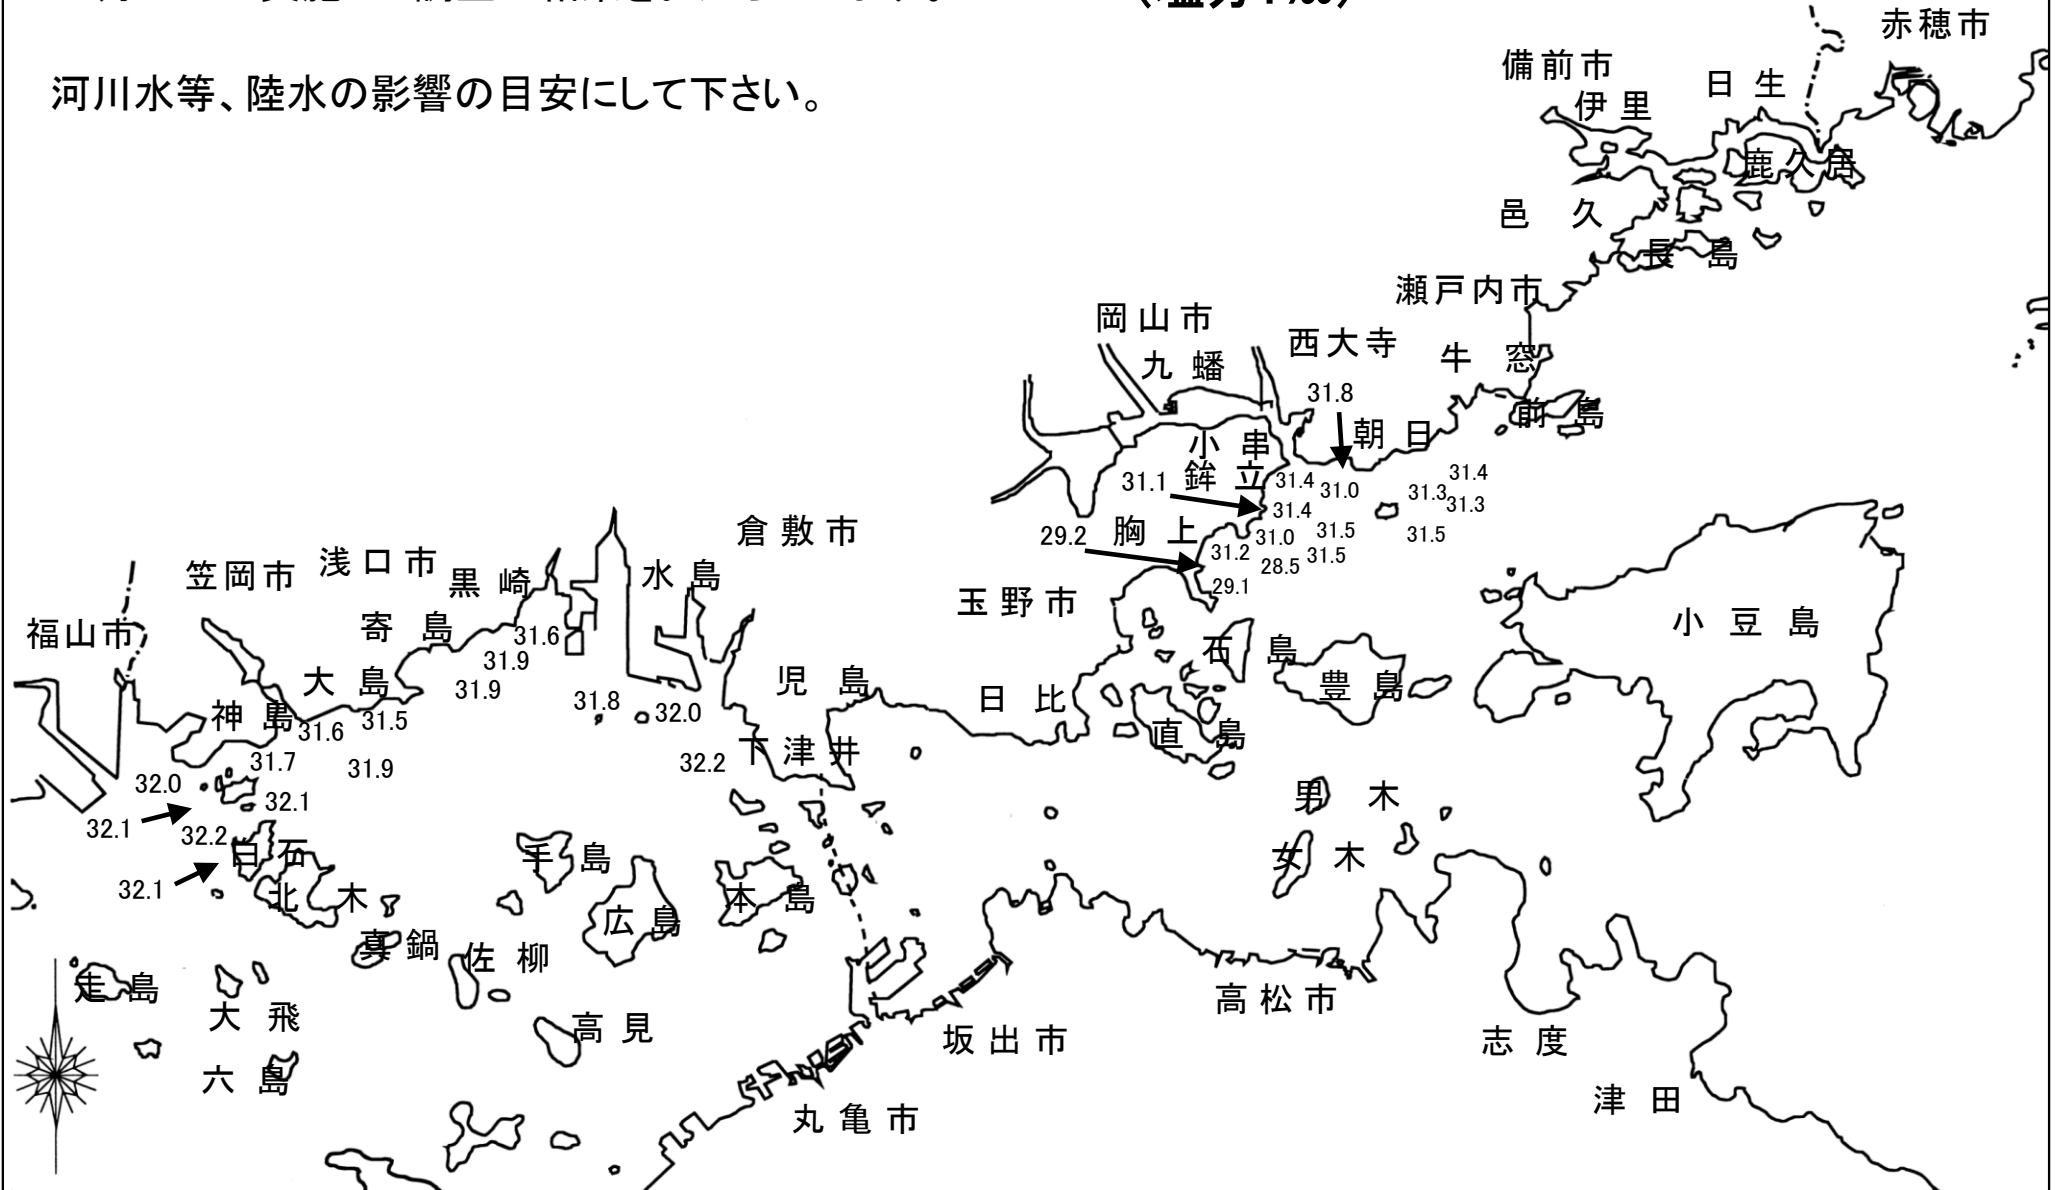 (塩分:‰)
赤穂市
備前市
日生
伊里
河川水等、陸水の影響の目安にして下さい。
鹿久居
邑久
長島
瀬戸内市
岡山市
西大寺
九蟠
牛窓
31.8
前島
朝日
小串
31.1 鉾立 31.4 31.0 31.3 31.4
31.4 31.3
29.2 胸上 31.0 31.5 31.5
31.2 28.5 31.5
29.1
倉敷市
笠岡市 浅口市 黒崎 水島
玉野市
小豆島
福山市 寄島 31.6
31.9
石島
大島 31.9 児島 豊島
31.8 32.0 日比
神島 31.6 31.5
直島
31.7 31.9 32.2 下津井
32.0 32.1
男木
32.1 32.2
白石 手島 女木
32.1 北木 本島
広島
真鍋 佐柳
走島
高松市
大飛 高見 坂出市 志度
六島
津田
丸亀市